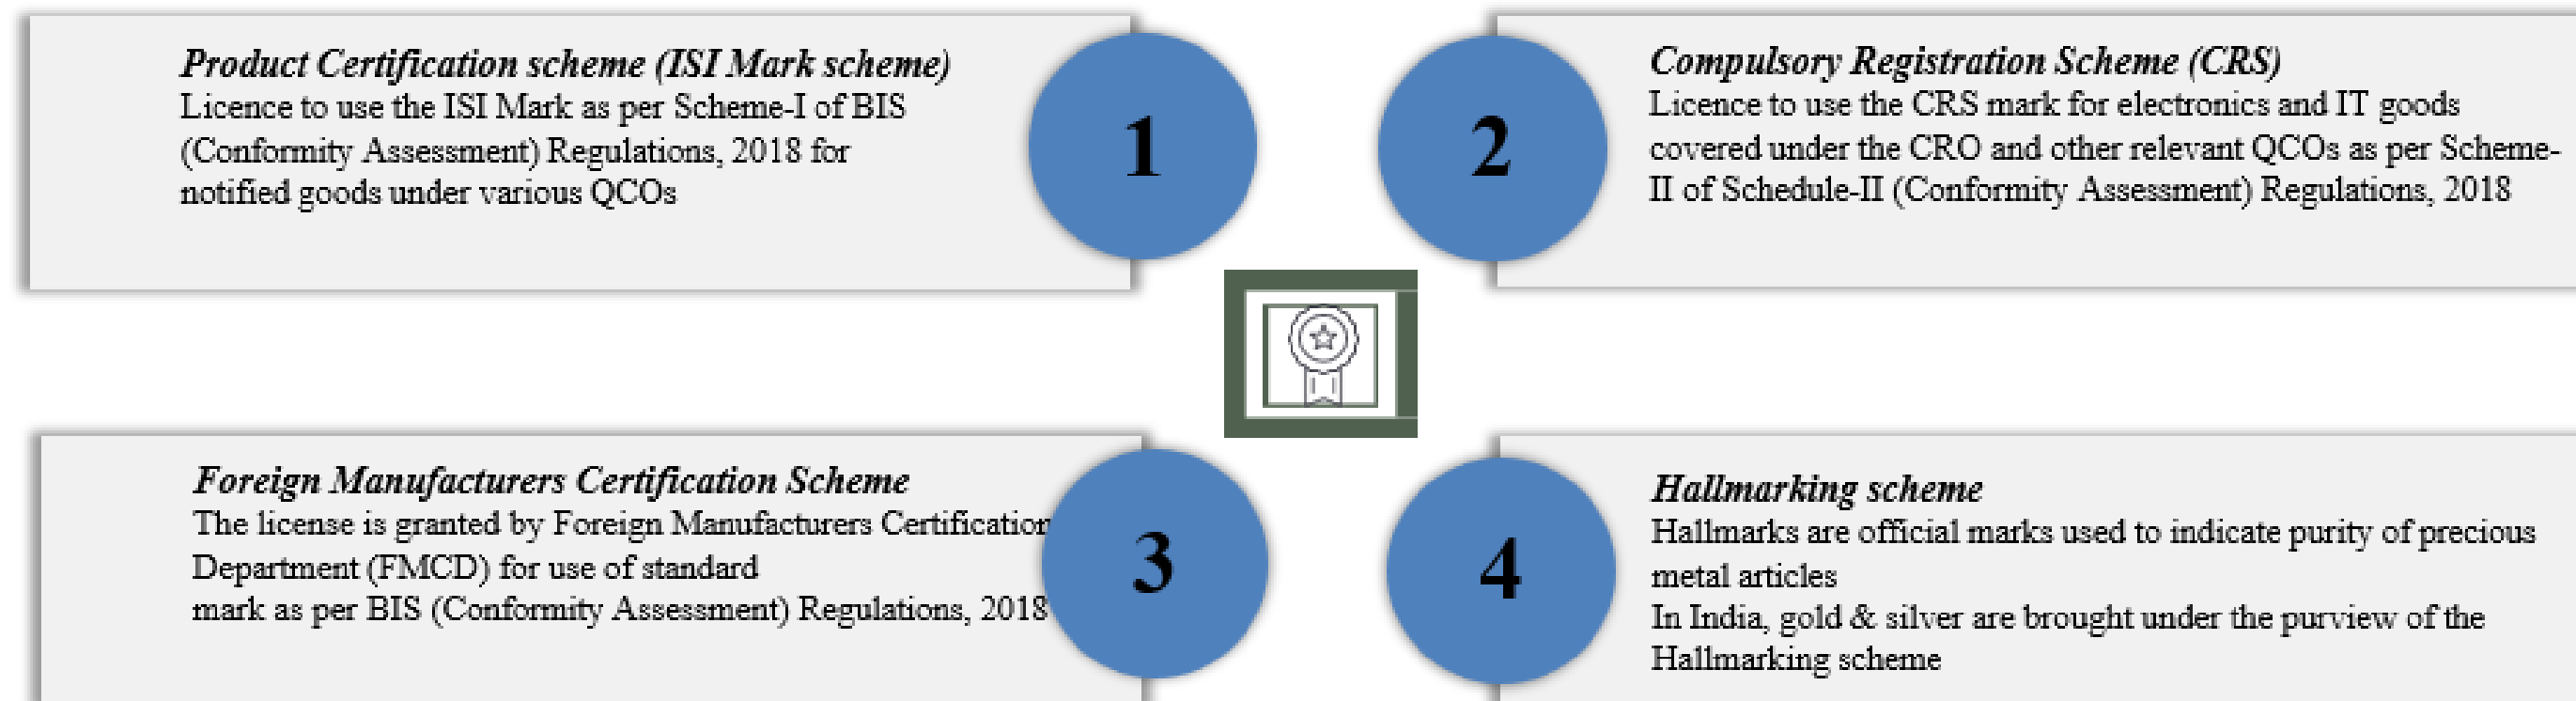 Product Certification scheme (ISI Mark scheme)
Licence to use the ISI Mark as per Scheme-I of BIS
(Conformity Assessment) Regulations, 2018 for
notified goods under various QCOs
1
2
Compulsory Registration Scheme (CRS)
Licence to use the CRS mark for electronics and IT goods
covered under the CRO and other relevant QCOs as per Scheme-
II of Schedule-II (Conformity Assessment) Regulations, 2018
Foreign Manufacturers Certification Scheme
The license is granted by Foreign Manufacturers Certification
Department (FMCD) for use of standard
mark as per BIS (Conformity Assessment) Regulations, 2018
3
4
Hallmarking scheme
Hallmarks are official marks used to indicate purity of precious
metal articles
In India, gold & silver are brought under the purview of the
Hallmarking scheme